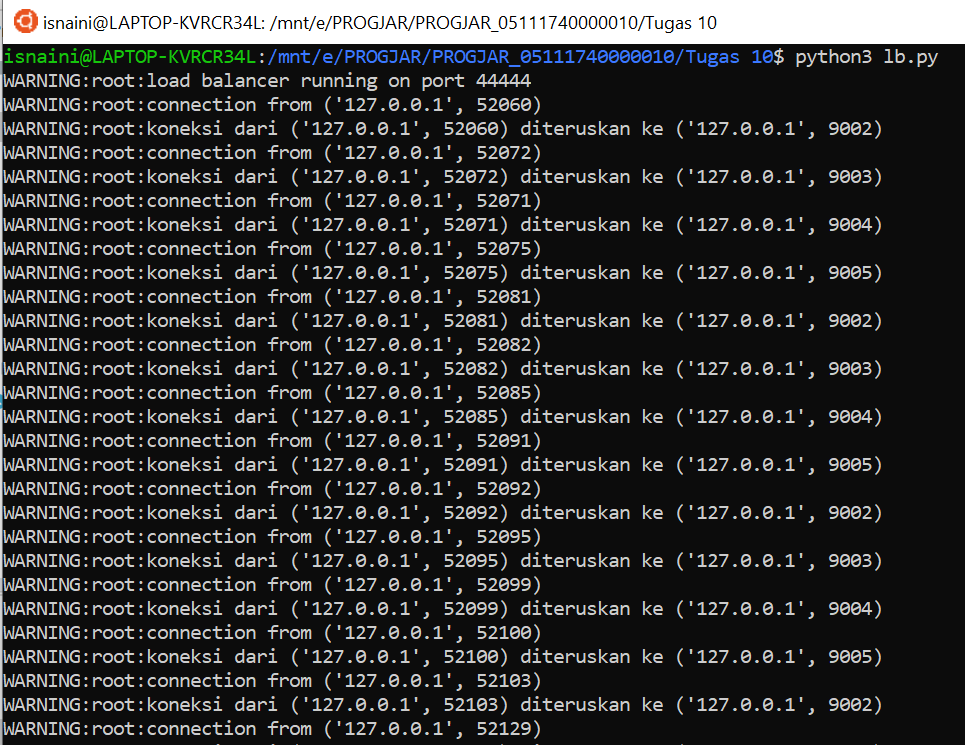 isnaini@LAPTOP-KVRCR34L: /mnt/e/PROGJAR/PROGJAR_05111740000010/Tugas 10
isnaini@LAPTOP-KVRCR34L:/mnt/e/PROGJAR/PROGJAR_05111740000010/Tugas 10$ python3 lb.py
WARNING:root:load balancer running on port 44444
WARNING:root:connection from ('127.0.0.1', 52060)
WARNING:root:koneksi dari ('127.0.0.1', 52060) diteruskan ke ('127.0.0.1', 9002)
WARNING:root:connection from ('127.0.0.1', 52072)
WARNING:root:koneksi dari ('127.0.0.1', 52072) diteruskan ke ('127.0.0.1', 9003)
WARNING:root:connection from ('127.0.0.1', 52071)
WARNING:root:koneksi dari ('127.0.0.1', 52071) diteruskan ke ('127.0.0.1', 9004)
WARNING:root:connection from ('127.0.0.1', 52075)
WARNING:root:koneksi dari ('127.0.0.1', 52075) diteruskan ke ('127.0.0.1', 9005)
WARNING:root:connection from ('127.0.0.1', 52081)
WARNING:root:koneksi dari ('127.0.0.1', 52081) diteruskan ke ('127.0.0.1', 9002)
WARNING:root:connection from ('127.0.0.1', 52082)
WARNING:root:koneksi dari ('127.0.0.1', 52082) diteruskan ke ('127.0.0.1', 9003)
WARNING:root:connection from ('127.0.0.1', 52085)
WARNING:root:koneksi dari ('127.0.0.1', 52085) diteruskan ke ('127.0.0.1', 9004)
WARNING:root:connection from ('127.0.0.1', 52091)
WARNING:root:koneksi dari ('127.0.0.1', 52091) diteruskan ke ('127.0.0.1', 9005)
WARNING:root:connection from ('127.0.0.1', 52092)
WARNING:root:koneksi dari ('127.0.0.1', 52092) diteruskan ke ('127.0.0.1', 9002)
WARNING:root:connection from ('127.0.0.1', 52095)
WARNING:root:koneksi dari ('127.0.0.1', 52095) diteruskan ke ('127.0.0.1', 9003)
WARNING:root:connection from ('127.0.0.1', 52099)
WARNING:root:koneksi dari ('127.0.0.1', 52099) diteruskan ke ('127.0.0.1', 9004)
WARNING:root:connection from ('127.0.0.1', 52100)
WARNING:root:koneksi dari ('127.0.0.1', 52100) diteruskan ke ('127.0.0.1', 9005)
WARNING:root:connection from ('127.0.0.1', 52103)
WARNING:root:koneksi dari ('127.0.0.1', 52103) diteruskan ke ('127.0.0.1', 9002)
WARNING:root:connection from ('127.0.0.1', 52129)